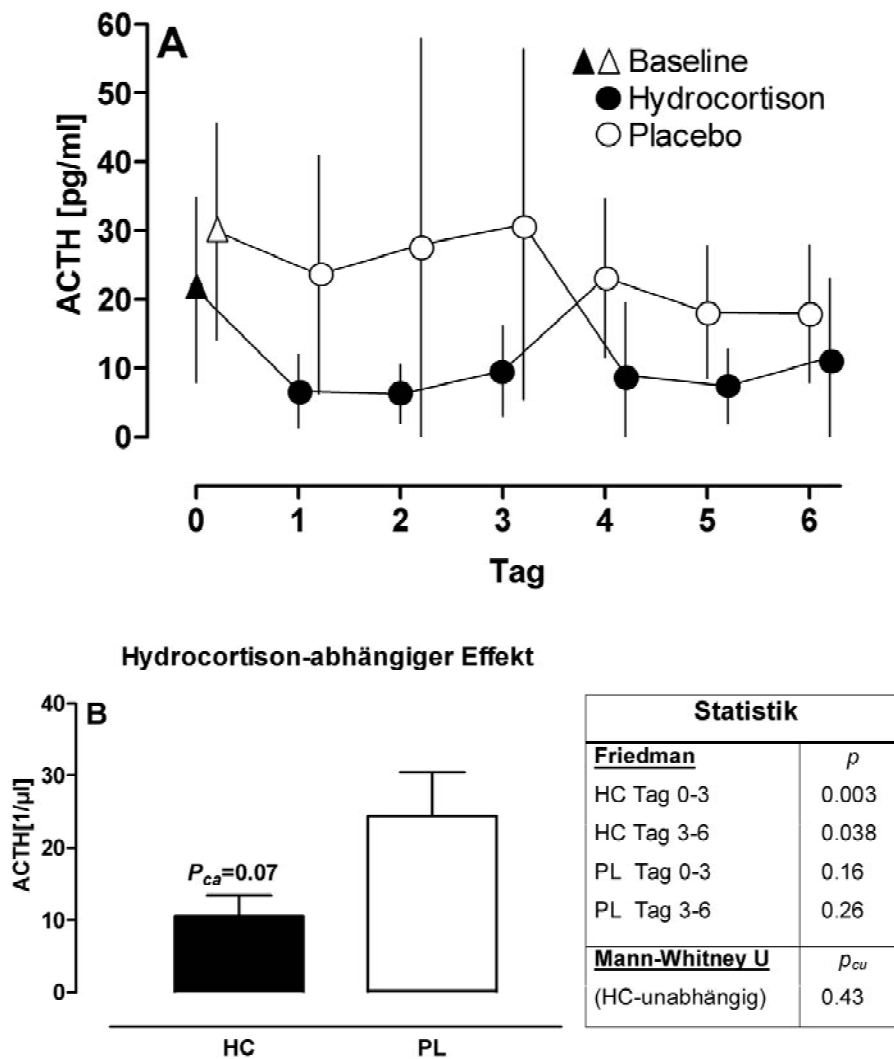 A
▲△ Baseline
● Hydrocortison
○ Placebo
ACTH [pg/ml]
60
50
40
30
20
10
0
0 1 2 3 4 5 6
Tag
Hydrocortison-abhängiger Effekt
B
ACTH[1/µl]
40
30
20
10
0
Pca=0.07
HC PL
Statistik
Friedman p
HC Tag 0-3 0.003
HC Tag 3-6 0.038
PL Tag 0-3 0.16
PL Tag 3-6 0.26
Mann-Whitney U pcu
(HC-unabhängig) 0.43